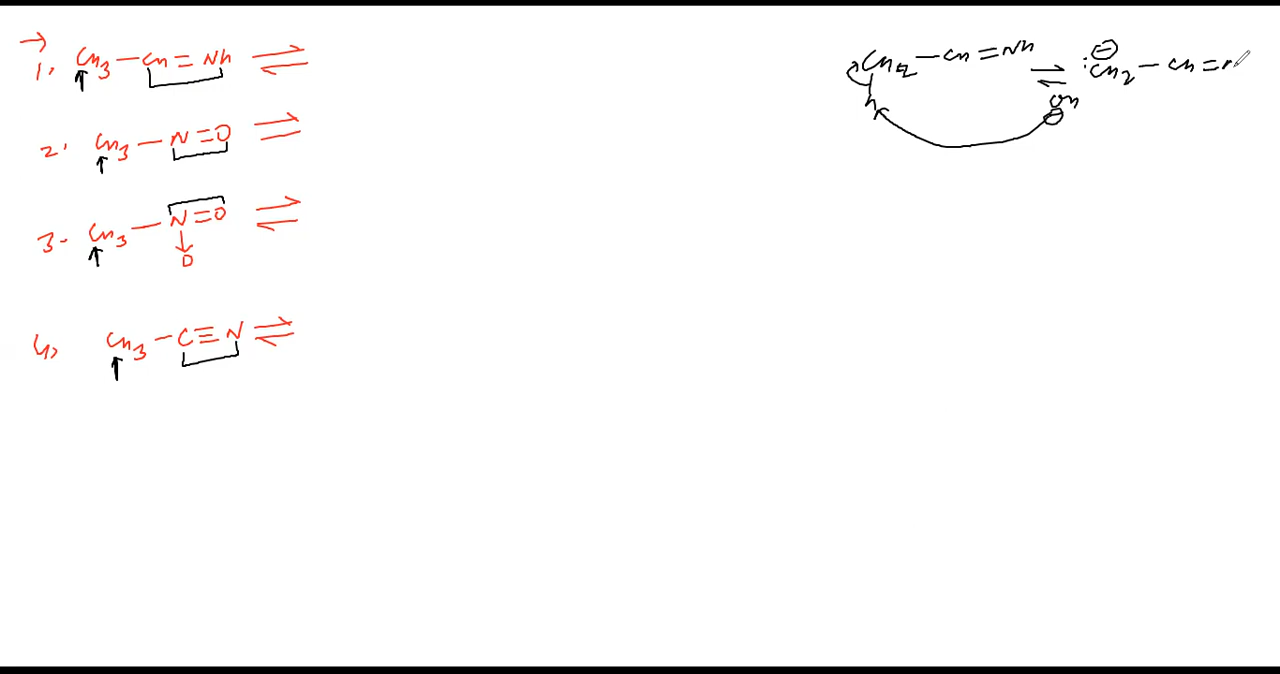 →
1. CH₃ — CH = NH ⇌
2. CH₃ — N = O ⇌
3. CH₃ — N = O ⇌
↓
O
4, CH₃ — C ≡ N ⇌
CH₂ — CH = NH ⇌ :CH₂ — CH =
⊖
H
OH
⊖